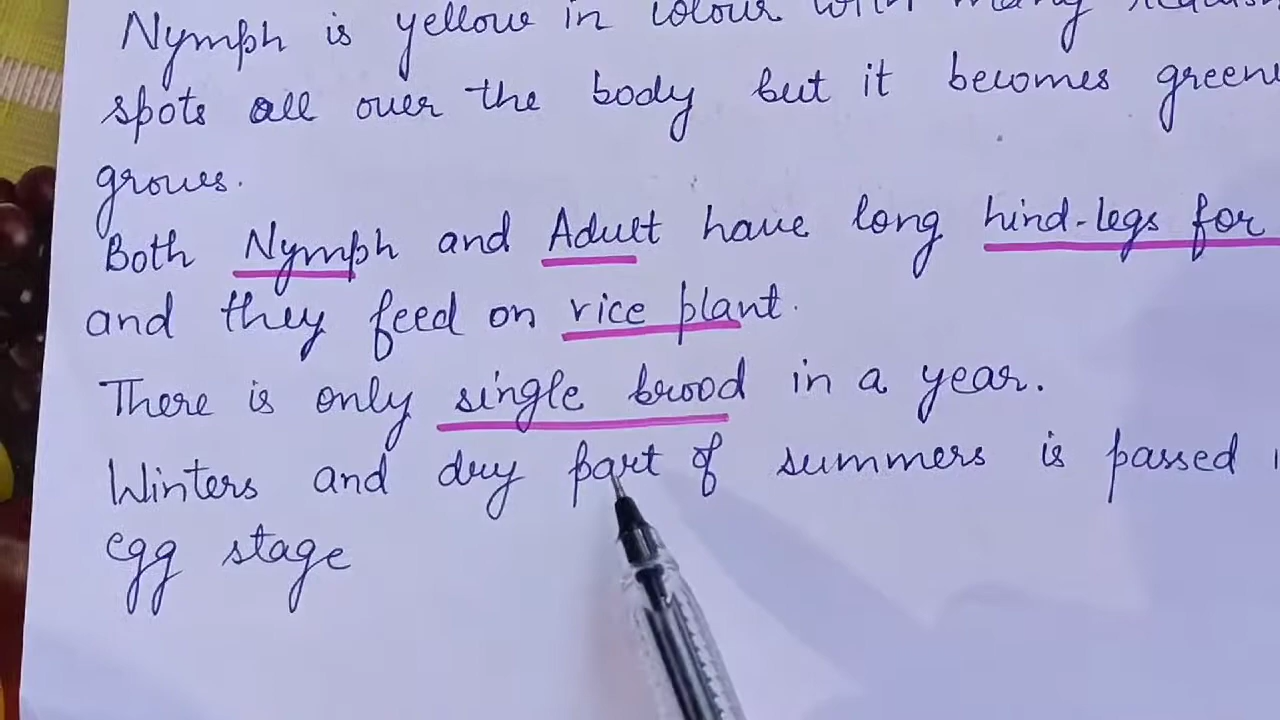 Nymph is yellow in colour with many
spots all over the body but it becomes
grows.
Both Nymph and Adult have long hind-legs for
and they feed on rice plant.
There is only single brood in a year.
Winters and dry part of summers is passed
egg stage